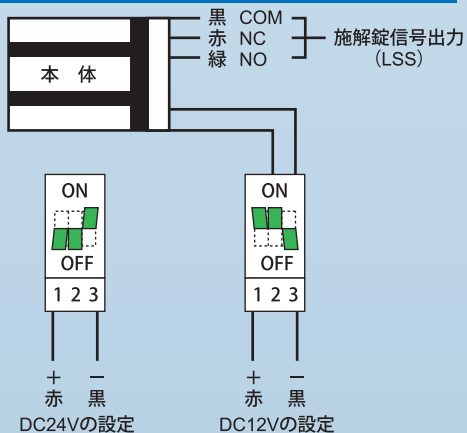 黒 COM
赤 NC
緑 NO
施解錠信号出力
(LSS)
本体
ON
OFF
1 2 3
ON
OFF
1 2 3
+ −
赤 黒
DC24Vの設定
+ −
赤 黒
DC12Vの設定